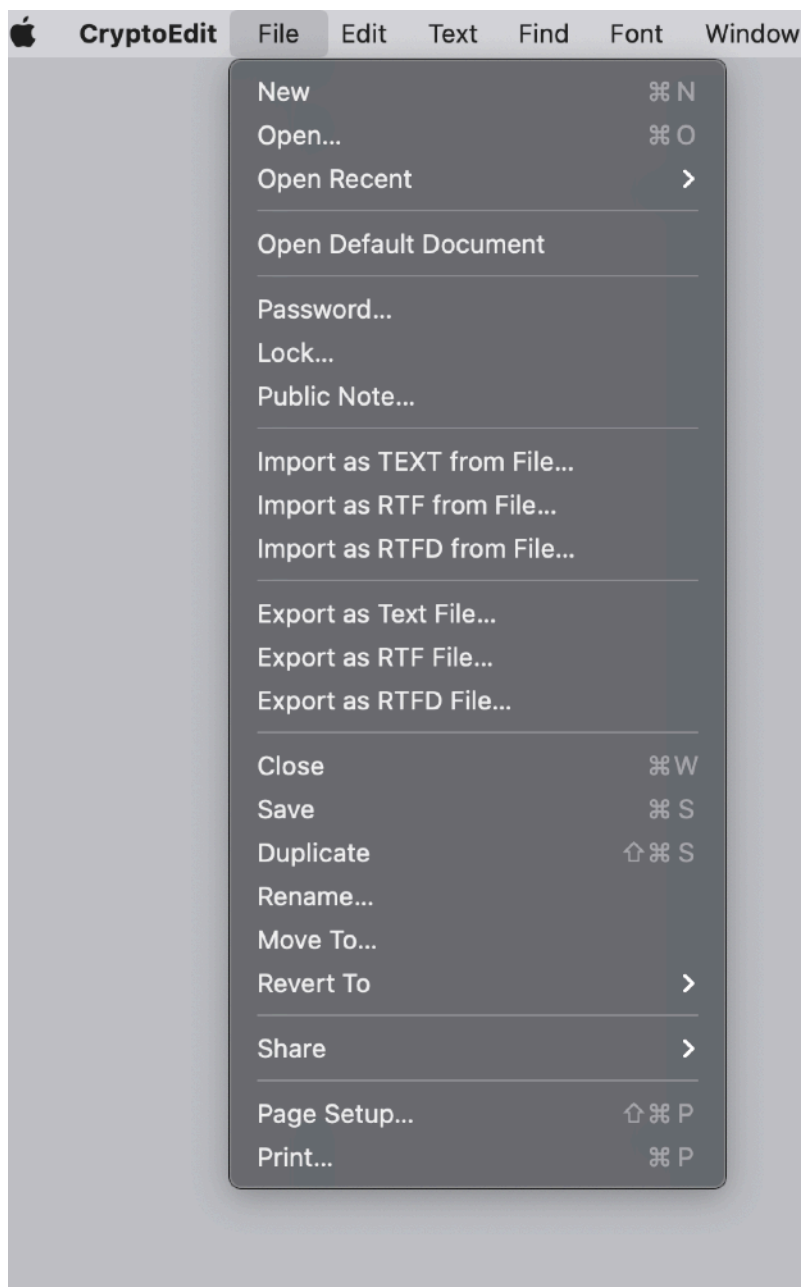 CryptoEdit File Edit Text Find Font Window
New ⌘ N
Open... ⌘ O
Open Recent >
Open Default Document
Password...
Lock...
Public Note...
Import as TEXT from File...
Import as RTF from File...
Import as RTFD from File...
Export as Text File...
Export as RTF File...
Export as RTFD File...
Close ⌘ W
Save ⌘ S
Duplicate ⇧ ⌘ S
Rename...
Move To...
Revert To >
Share >
Page Setup... ⇧ ⌘ P
Print... ⌘ P